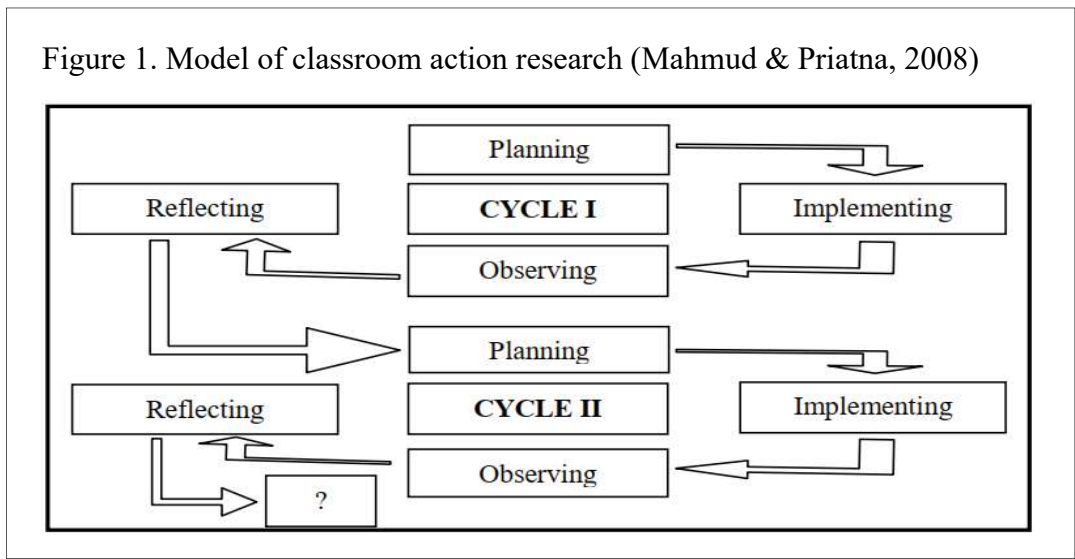 Figure 1. Model of classroom action research (Mahmud & Priatna, 2008)
Planning
Reflecting
CYCLE I
Implementing
Observing
Planning
Reflecting
CYCLE II
Implementing
Observing
?